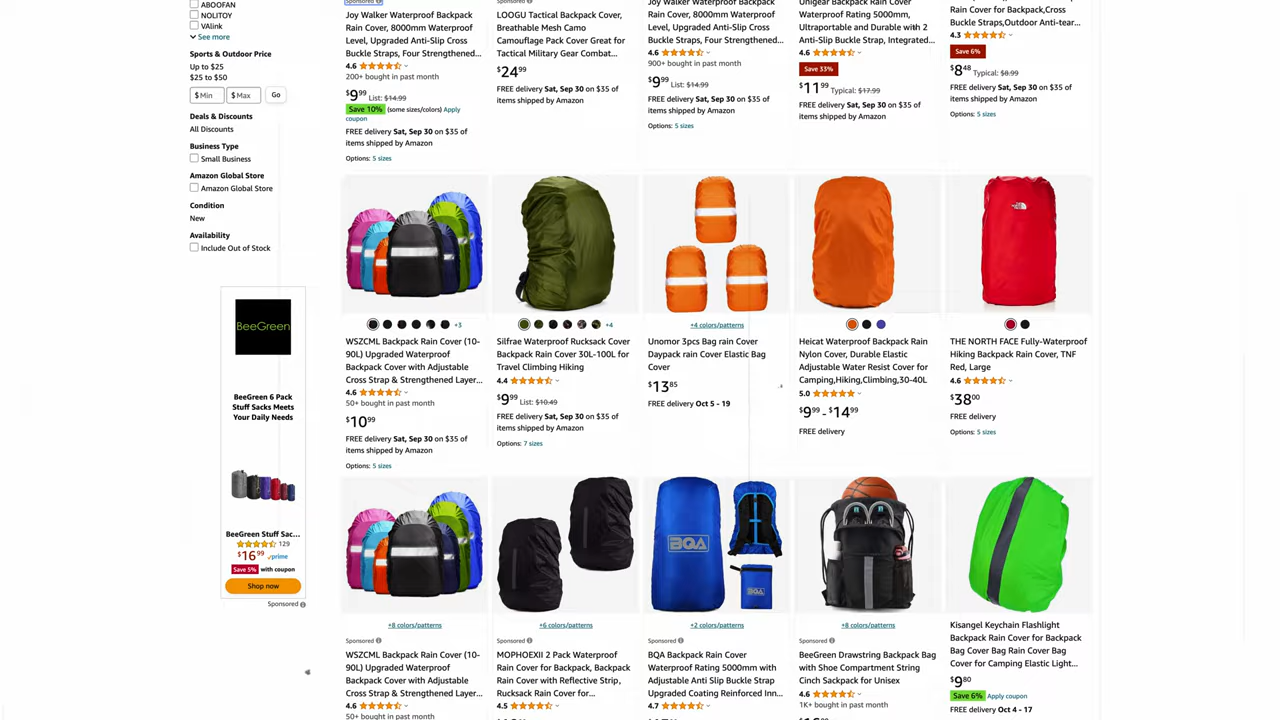 ABOOFAN
NOLITOY
VAlink
See more
Sports & Outdoor Price
Up to $25
$25 to $50
$ Min
$ Max
Go
Deals & Discounts
All Discounts
Business Type
Small Business
Amazon Global Store
Amazon Global Store
Condition
New
Availability
Include Out of Stock
BeeGreen
BeeGreen 6 Pack
Stuff Sacks Meets
Your Daily Needs
BeeGreen Stuff Sac...
129
$16.99 prime
Save 5% with coupon
Shop now
Sponsored
Joy Walker Waterproof Backpack
Rain Cover, 8000mm Waterproof
Level, Upgraded Anti-Slip Cross
Buckle Straps, Four Strengthened...
4.6
200+ bought in past month
$9.99 List: $14.99
Save 10% (some sizes/colors) Apply
coupon
FREE delivery Sat, Sep 30 on $35 of
items shipped by Amazon
Options: 5 sizes
LOOGU Tactical Backpack Cover,
Breathable Mesh Camo
Camouflage Pack Cover Great for
Tactical Military Gear Combat...
$24.99
FREE delivery Sat, Sep 30 on $35 of
items shipped by Amazon
Joy Walker Waterproof Backpack
Rain Cover, 8000mm Waterproof
Level, Upgraded Anti-Slip Cross
Buckle Straps, Four Strengthened...
4.6
900+ bought in past month
$9.99 List: $14.99
FREE delivery Sat, Sep 30 on $35 of
items shipped by Amazon
Options: 5 sizes
Unigear Backpack Rain Cover
Waterproof Rating 5000mm,
Ultraportable and Durable with 2
Anti-Slip Buckle Strap, Integrated...
4.6
Save 33%
$11.99 Typical: $17.99
FREE delivery Sat, Sep 30 on $35 of
items shipped by Amazon
Rain Cover for Backpack,Cross
Buckle Straps,Outdoor Anti-tear...
4.3
Save 6%
$8.48 Typical: $8.99
FREE delivery Sat, Sep 30 on $35 of
items shipped by Amazon
Options: 5 sizes
+3
WSZCML Backpack Rain Cover (10-
90L) Upgraded Waterproof
Backpack Cover with Adjustable
Cross Strap & Strengthened Layer...
4.6
50+ bought in past month
$10.99
FREE delivery Sat, Sep 30 on $35 of
items shipped by Amazon
Options: 5 sizes
+4
Silfrae Waterproof Rucksack Cover
Backpack Rain Cover 30L-100L for
Travel Climbing Hiking
4.4
$9.99 List: $10.49
FREE delivery Sat, Sep 30 on $35 of
items shipped by Amazon
Options: 7 sizes
+4 colors/patterns
Unomor 3pcs Bag rain Cover
Daypack rain Cover Elastic Bag
Cover
$13.85
FREE delivery Oct 5 - 19
Heicat Waterproof Backpack Rain
Nylon Cover, Durable Elastic
Adjustable Water Resist Cover for
Camping,Hiking,Climbing,30-40L
5.0
$9.99 - $14.99
FREE delivery
THE NORTH FACE Fully-Waterproof
Hiking Backpack Rain Cover, TNF
Red, Large
4.6
$38.00
FREE delivery
Options: 5 sizes
+8 colors/patterns
Sponsored
WSZCML Backpack Rain Cover (10-
90L) Upgraded Waterproof
Backpack Cover with Adjustable
Cross Strap & Strengthened Layer...
4.6
50+ bought in past month
+6 colors/patterns
Sponsored
MOPHOEXII 2 Pack Waterproof
Rain Cover for Backpack, Backpack
Rain Cover with Reflective Strip,
Rucksack Rain Cover for...
4.5
BQA
BQA
+2 colors/patterns
Sponsored
BQA Backpack Rain Cover
Waterproof Rating 5000mm with
Adjustable Anti Slip Buckle Strap
Upgraded Coating Reinforced Inn...
4.7
+8 colors/patterns
Sponsored
BeeGreen Drawstring Backpack Bag
with Shoe Compartment String
Cinch Sackpack for Unisex
4.6
1K+ bought in past month
Kisangel Keychain Flashlight
Backpack Rain Cover for Backpack
Bag Cover Bag Rain Cover Bag
Cover for Camping Elastic Light...
$9.80
Save 6% Apply coupon
FREE delivery Oct 4 - 17